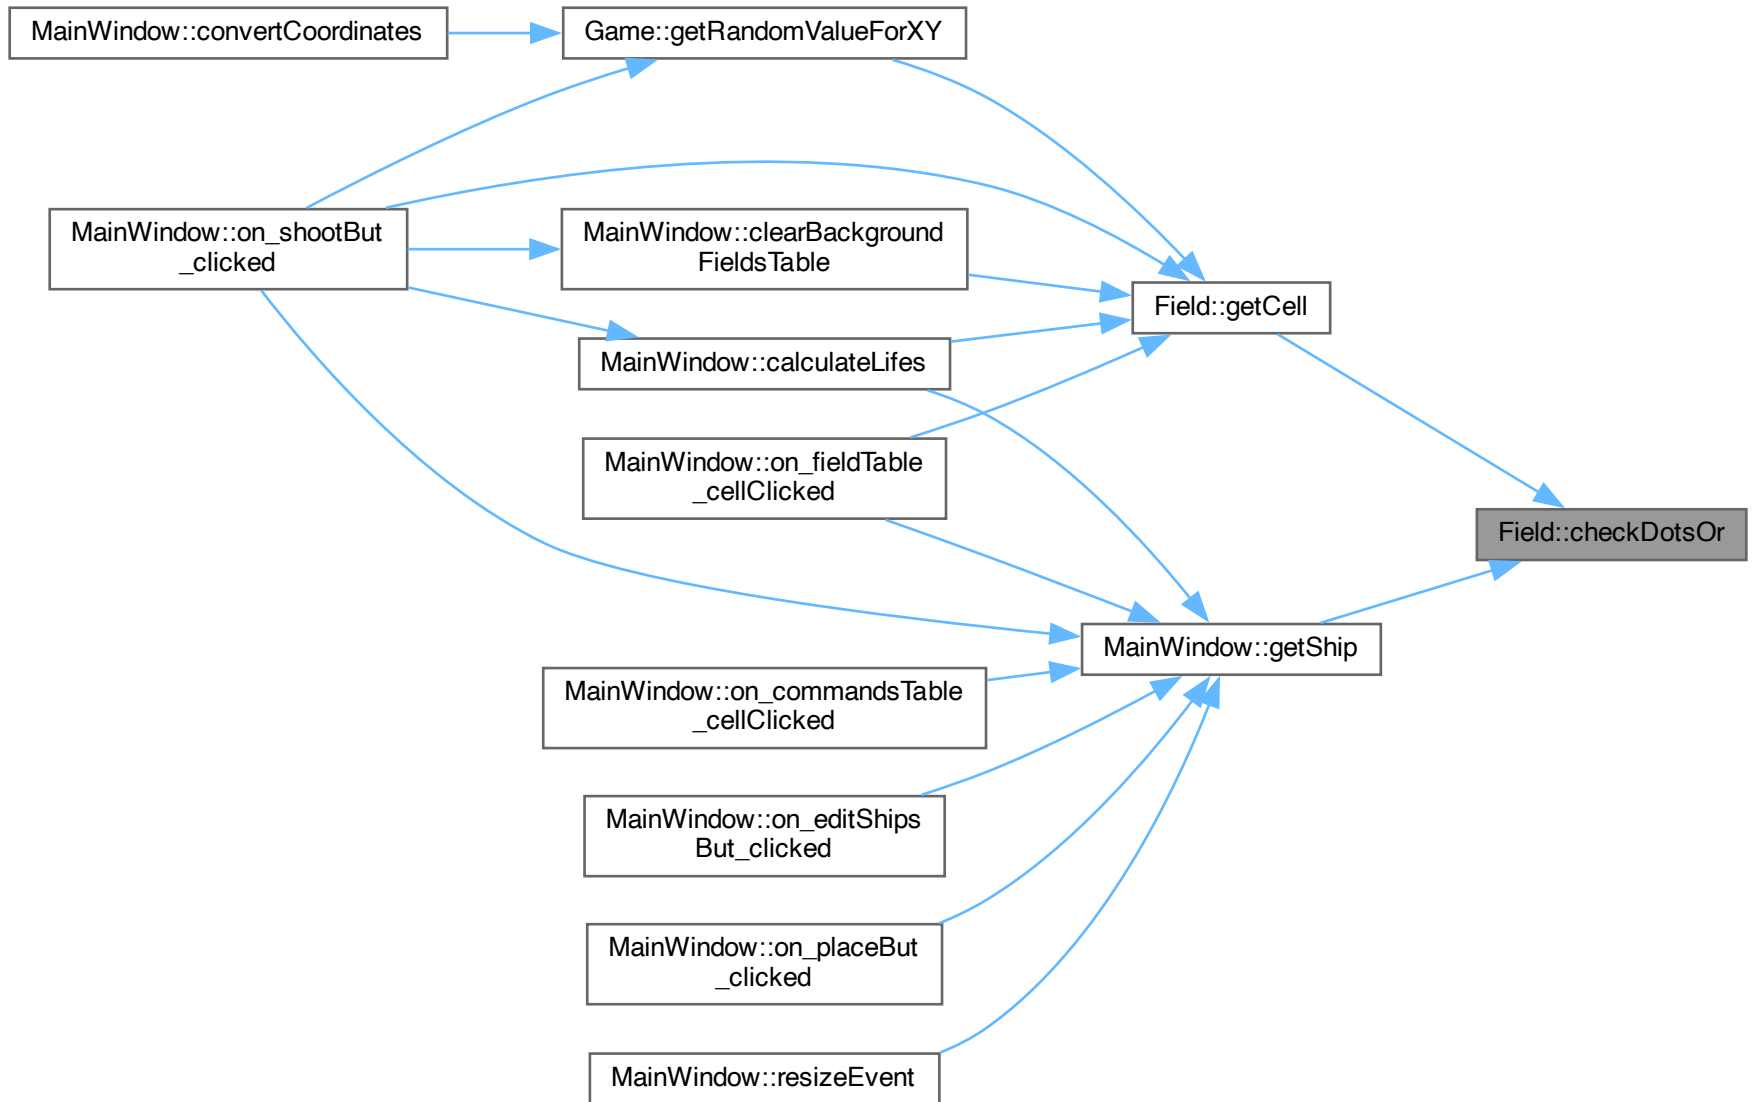 MainWindow::convertCoordinates
Game::getRandomValueForXY
MainWindow::on_shootBut
_clicked
MainWindow::clearBackground
FieldsTable
Field::getCell
MainWindow::calculateLifes
MainWindow::on_fieldTable
_cellClicked
Field::checkDotsOr
MainWindow::getShip
MainWindow::on_commandsTable
_cellClicked
MainWindow::on_editShips
But_clicked
MainWindow::on_placeBut
_clicked
MainWindow::resizeEvent